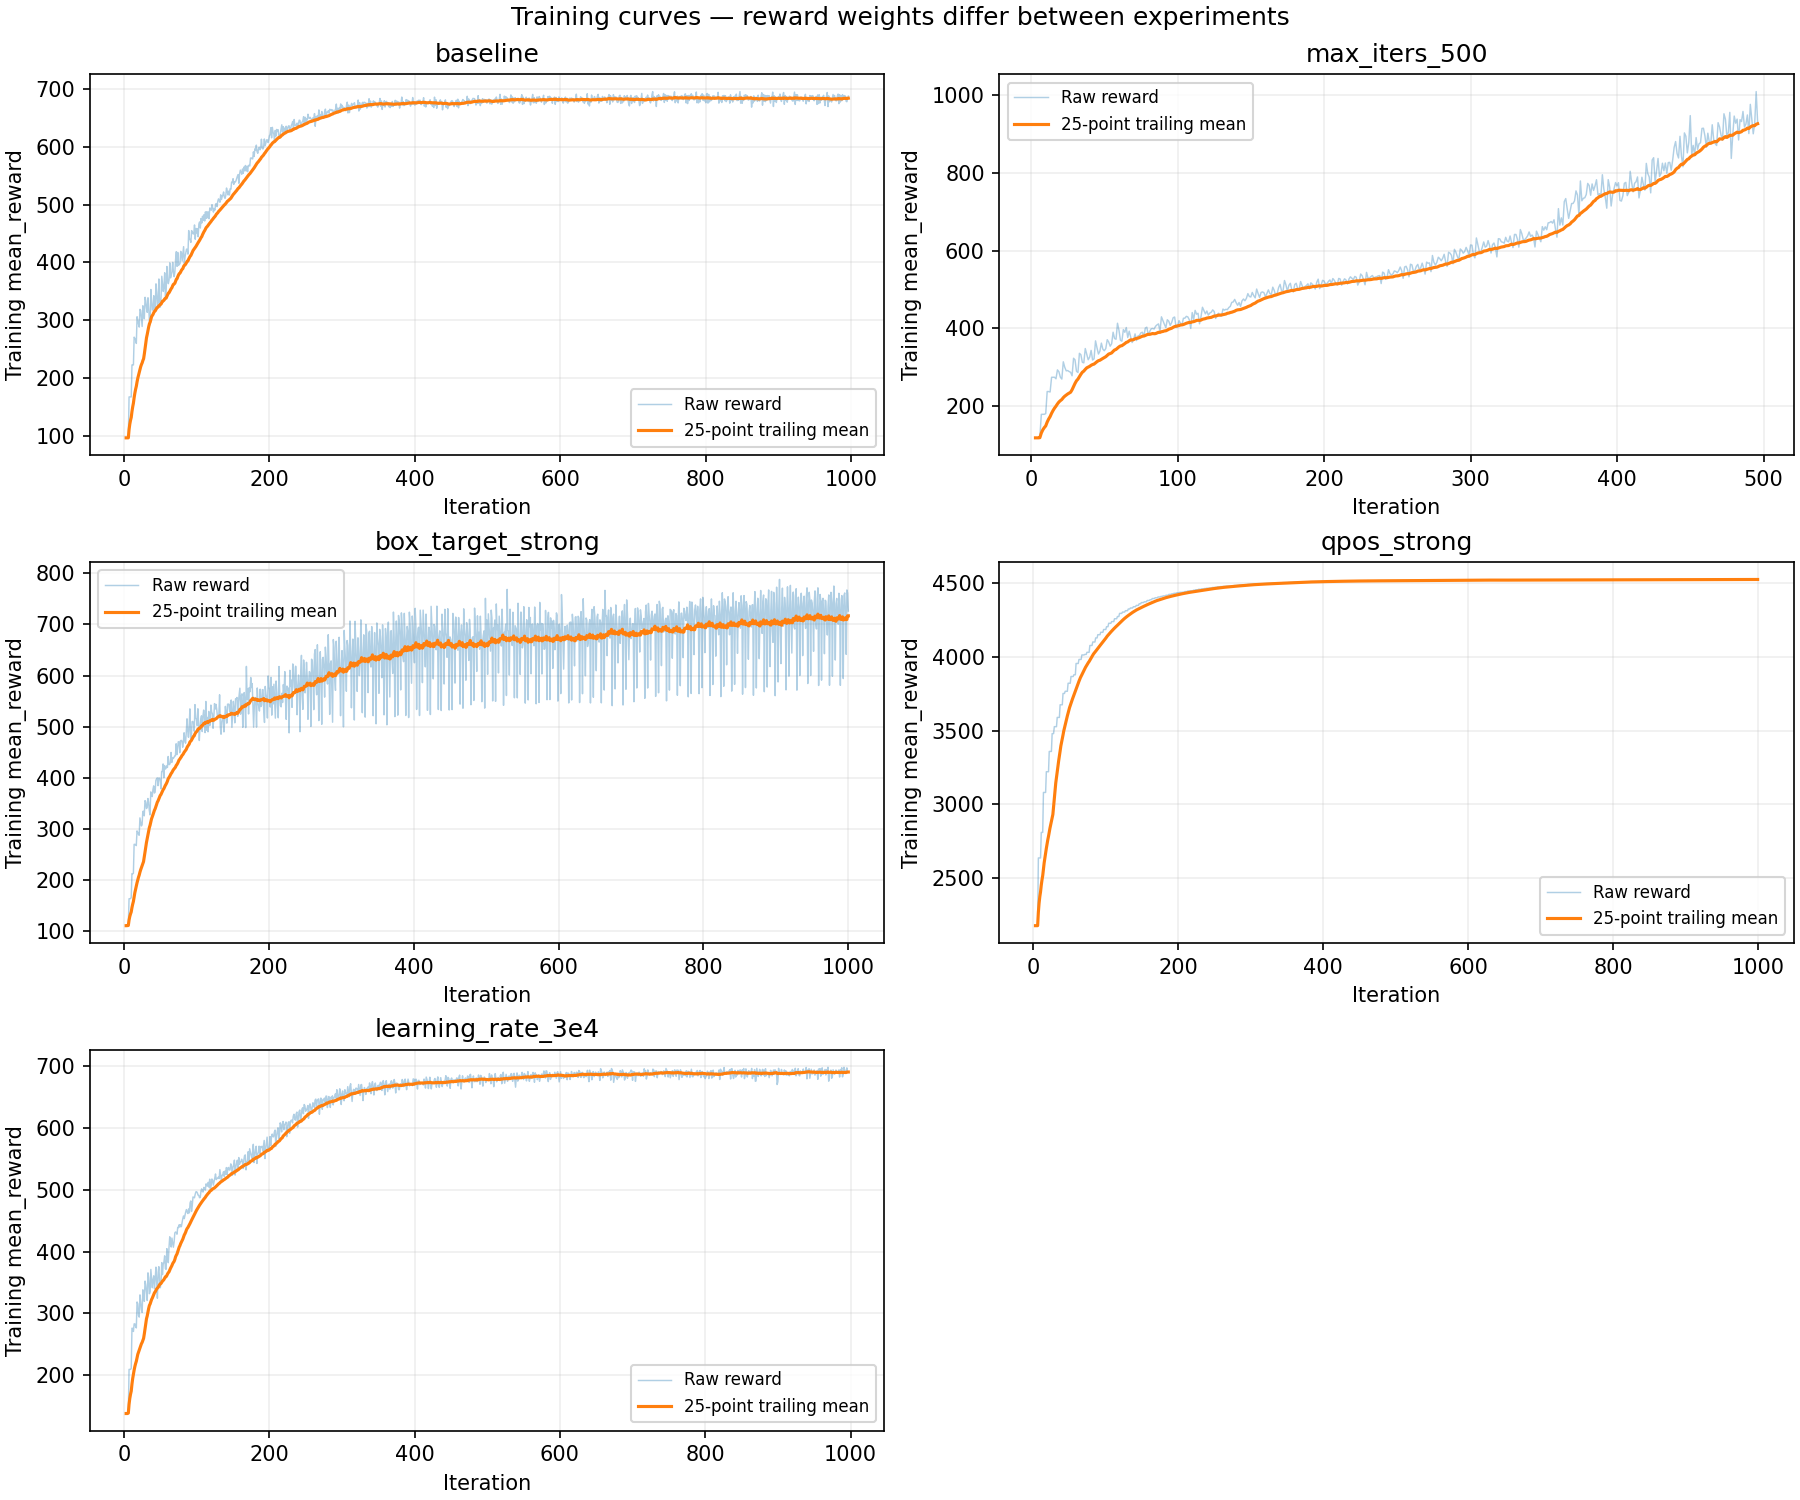 Training curves — reward weights differ between experiments
baseline
Training mean_reward
700
600
500
400
300
200
100
Raw reward
25-point trailing mean
0 200 400 600 800 1000
Iteration
max_iters_500
Training mean_reward
1000
800
600
400
200
Raw reward
25-point trailing mean
0 100 200 300 400 500
Iteration
box_target_strong
Training mean_reward
800
700
600
500
400
300
200
100
Raw reward
25-point trailing mean
0 200 400 600 800 1000
Iteration
qpos_strong
Training mean_reward
4500
4000
3500
3000
2500
Raw reward
25-point trailing mean
0 200 400 600 800 1000
Iteration
learning_rate_3e4
Training mean_reward
700
600
500
400
300
200
Raw reward
25-point trailing mean
0 200 400 600 800 1000
Iteration